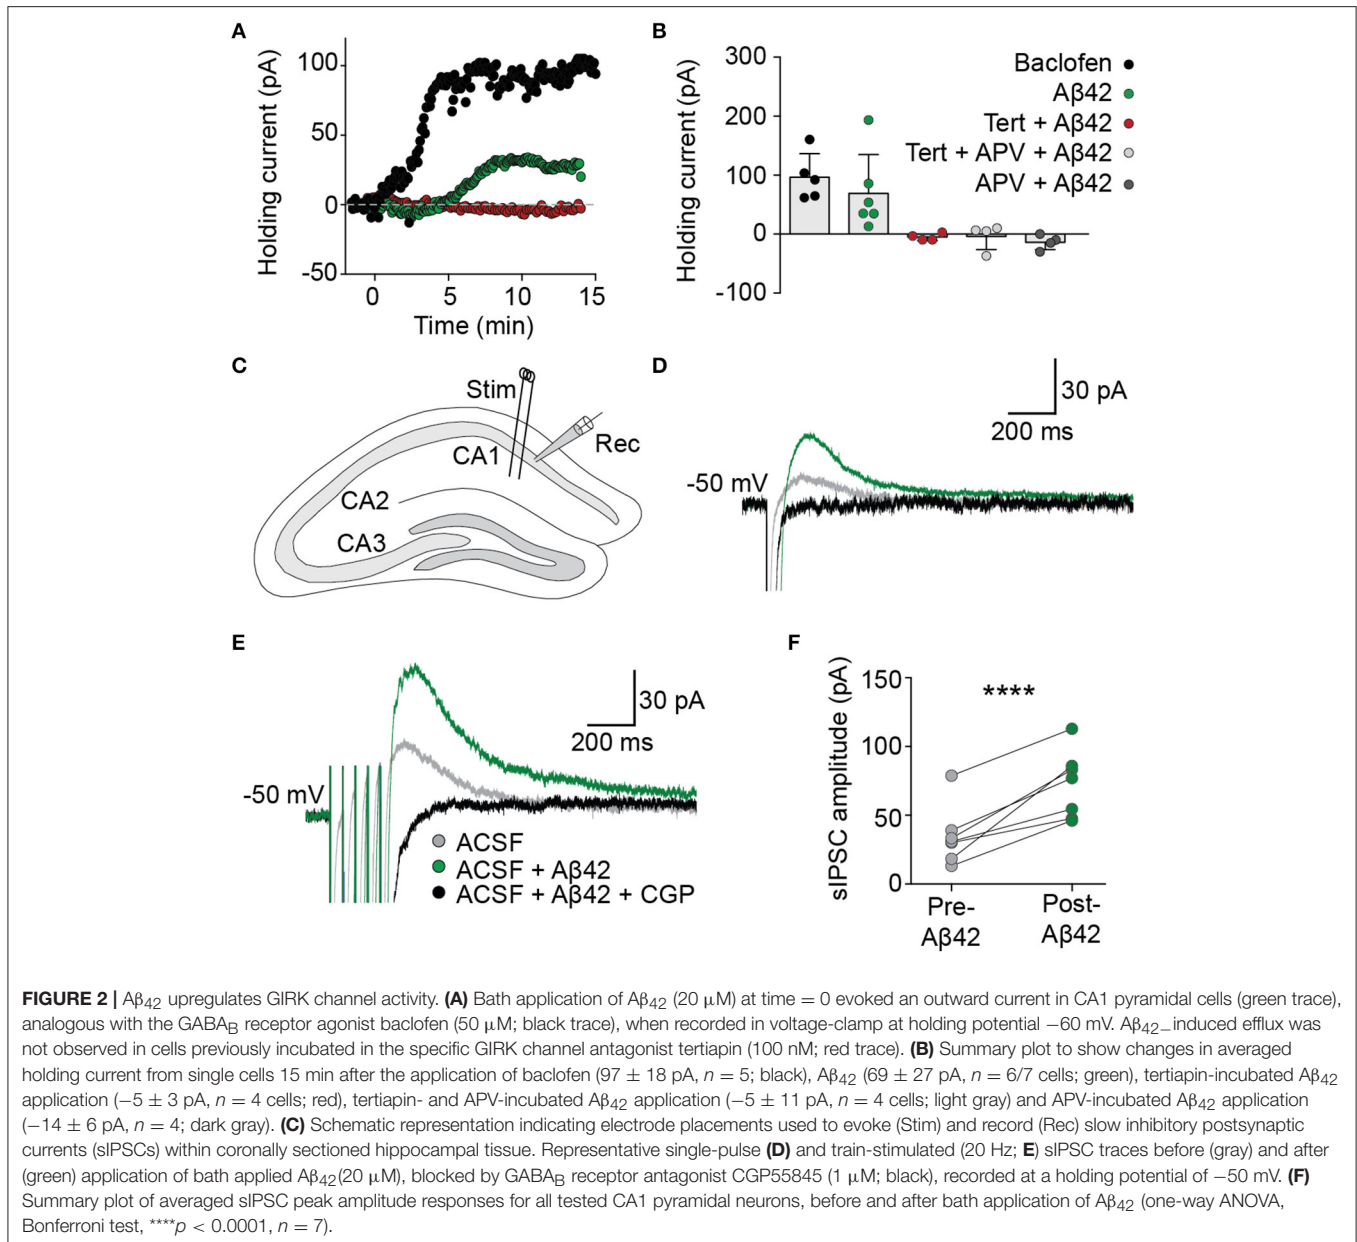 A
Holding current (pA)
100
50
0
-50
0
5
10
15
Time (min)
B
Holding current (pA)
300
200
100
0
-100
Baclofen
Aβ42
Tert + Aβ42
Tert + APV + Aβ42
APV + Aβ42
C
Stim
Rec
CA1
CA2
CA3
D
30 pA
200 ms
-50 mV
E
30 pA
200 ms
-50 mV
ACSF
ACSF + Aβ42
ACSF + Aβ42 + CGP
F
sIPSC amplitude (pA)
150
100
50
0
****
Pre-
Aβ42
Post-
Aβ42
FIGURE 2 | Aβ42 upregulates GIRK channel activity. (A) Bath application of Aβ42 (20 μM) at time = 0 evoked an outward current in CA1 pyramidal cells (green trace),
analogous with the GABAB receptor agonist baclofen (50 μM; black trace), when recorded in voltage-clamp at holding potential −60 mV. Aβ42−induced efflux was
not observed in cells previously incubated in the specific GIRK channel antagonist tertiapin (100 nM; red trace). (B) Summary plot to show changes in averaged
holding current from single cells 15 min after the application of baclofen (97 ± 18 pA, n = 5; black), Aβ42 (69 ± 27 pA, n = 6/7 cells; green), tertiapin-incubated Aβ42
application (−5 ± 3 pA, n = 4 cells; red), tertiapin- and APV-incubated Aβ42 application (−5 ± 11 pA, n = 4 cells; light gray) and APV-incubated Aβ42 application
(−14 ± 6 pA, n = 4; dark gray). (C) Schematic representation indicating electrode placements used to evoke (Stim) and record (Rec) slow inhibitory postsynaptic
currents (sIPSCs) within coronally sectioned hippocampal tissue. Representative single-pulse (D) and train-stimulated (20 Hz; E) sIPSC traces before (gray) and after
(green) application of bath applied Aβ42(20 μM), blocked by GABAB receptor antagonist CGP55845 (1 μM; black), recorded at a holding potential of −50 mV. (F)
Summary plot of averaged sIPSC peak amplitude responses for all tested CA1 pyramidal neurons, before and after bath application of Aβ42 (one-way ANOVA,
Bonferroni test, ****p < 0.0001, n = 7).